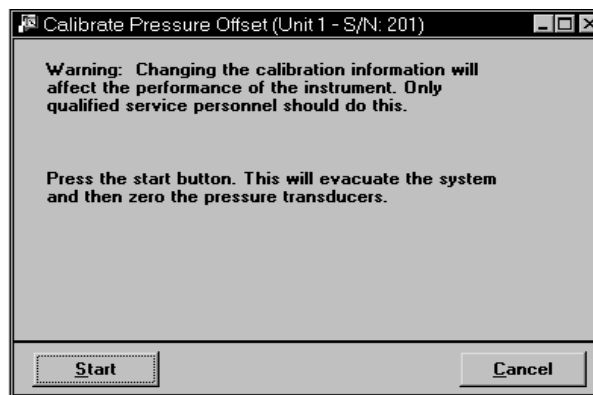 Calibrate Pressure Offset (Unit 1 - S/N: 201)
Warning: Changing the calibration information will
affect the performance of the instrument. Only
qualified service personnel should do this.
Press the start button. This will evacuate the system
and then zero the pressure transducers.
Start
Cancel